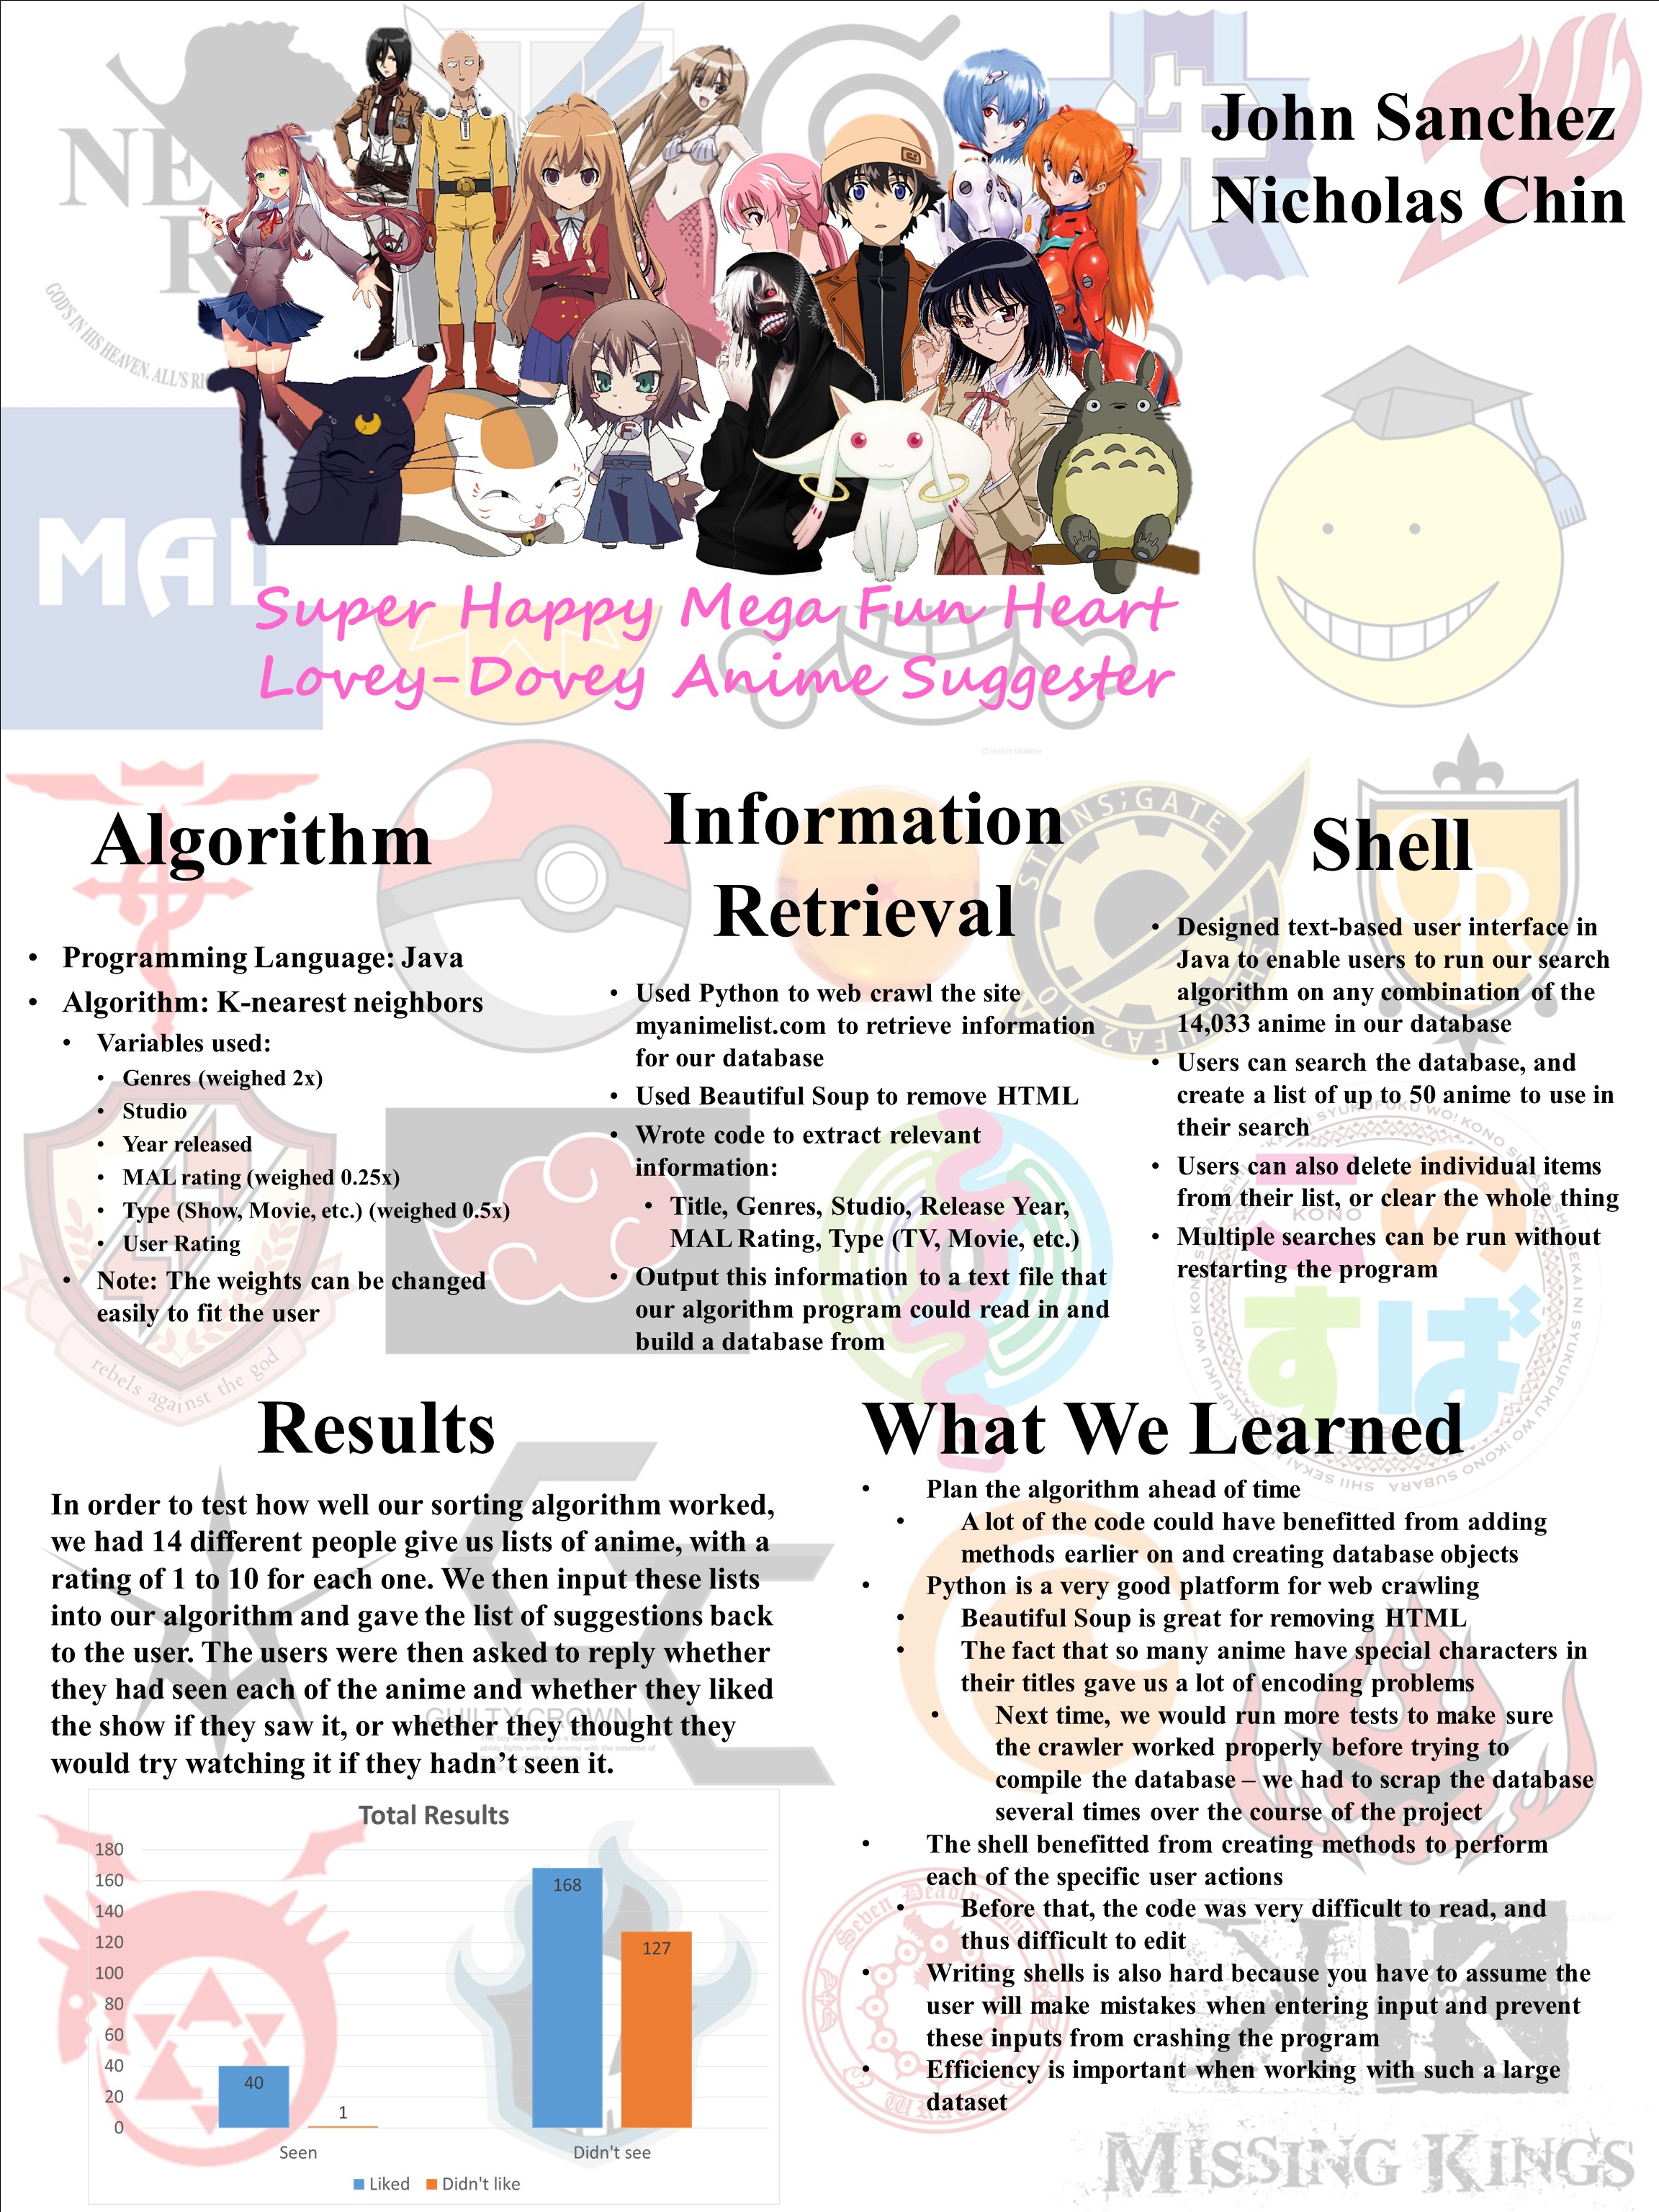 NE
R
GOD'S IN HIS HEAVEN. ALL'S RI
John Sanchez
Nicholas Chin
MAL
Super Happy Mega Fun Heart
Lovey-Dovey Anime Suggester
Algorithm
• Programming Language: Java
• Algorithm: K-nearest neighbors
• Variables used:
• Genres (weighed 2x)
• Studio
• Year released
• MAL rating (weighed 0.25x)
• Type (Show, Movie, etc.) (weighed 0.5x)
• User Rating
• Note: The weights can be changed
easily to fit the user
rebels against the god
Information
Retrieval
• Used Python to web crawl the site
myanimelist.com to retrieve information
for our database
• Used Beautiful Soup to remove HTML
• Wrote code to extract relevant
information:
• Title, Genres, Studio, Release Year,
MAL Rating, Type (TV, Movie, etc.)
• Output this information to a text file that
our algorithm program could read in and
build a database from
STEINS;GATE
Shell
• Designed text-based user interface in
Java to enable users to run our search
algorithm on any combination of the
14,033 anime in our database
• Users can search the database, and
create a list of up to 50 anime to use in
their search
• Users can also delete individual items
from their list, or clear the whole thing
• Multiple searches can be run without
restarting the program
KONO
この
すば
Results
In order to test how well our sorting algorithm worked,
we had 14 different people give us lists of anime, with a
rating of 1 to 10 for each one. We then input these lists
into our algorithm and gave the list of suggestions back
to the user. The users were then asked to reply whether
they had seen each of the anime and whether they liked
the show if they saw it, or whether they thought they
would try watching it if they hadn't seen it.
GUILTY CROWN
Total Results
180
160
140
120
100
80
60
40
20
0
40
1
168
127
Seen
Didn't see
Liked
Didn't like
What We Learned
• Plan the algorithm ahead of time
• A lot of the code could have benefitted from adding
methods earlier on and creating database objects
• Python is a very good platform for web crawling
• Beautiful Soup is great for removing HTML
• The fact that so many anime have special characters in
their titles gave us a lot of encoding problems
• Next time, we would run more tests to make sure
the crawler worked properly before trying to
compile the database – we had to scrap the database
several times over the course of the project
• The shell benefitted from creating methods to perform
each of the specific user actions
• Before that, the code was very difficult to read, and
thus difficult to edit
• Writing shells is also hard because you have to assume the
user will make mistakes when entering input and prevent
these inputs from crashing the program
• Efficiency is important when working with such a large
dataset
Seven Deadly
WRATH
K
MISSING KINGS